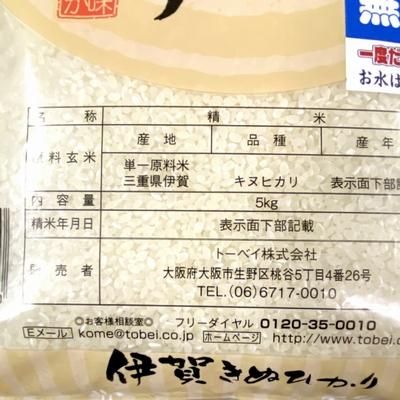 か味
無
一度だ
お水は
名 称 精 米
産 地 品 種 産 年
原料玄米 単一原料米 三重県伊賀 キヌヒカリ 表示面下部記
内 容 量 5kg
精米年月日 表示面下部記載
販 売 者 トーベイ株式会社
大阪府大阪市生野区桃谷5丁目4番26号
TEL.(06)6717-0010
◎お客様相談室◎ フリーダイヤル 0120-35-0010
Eメール kome@tobei.co.jp ホームページ http://www.tobei.co
伊賀きぬひかり